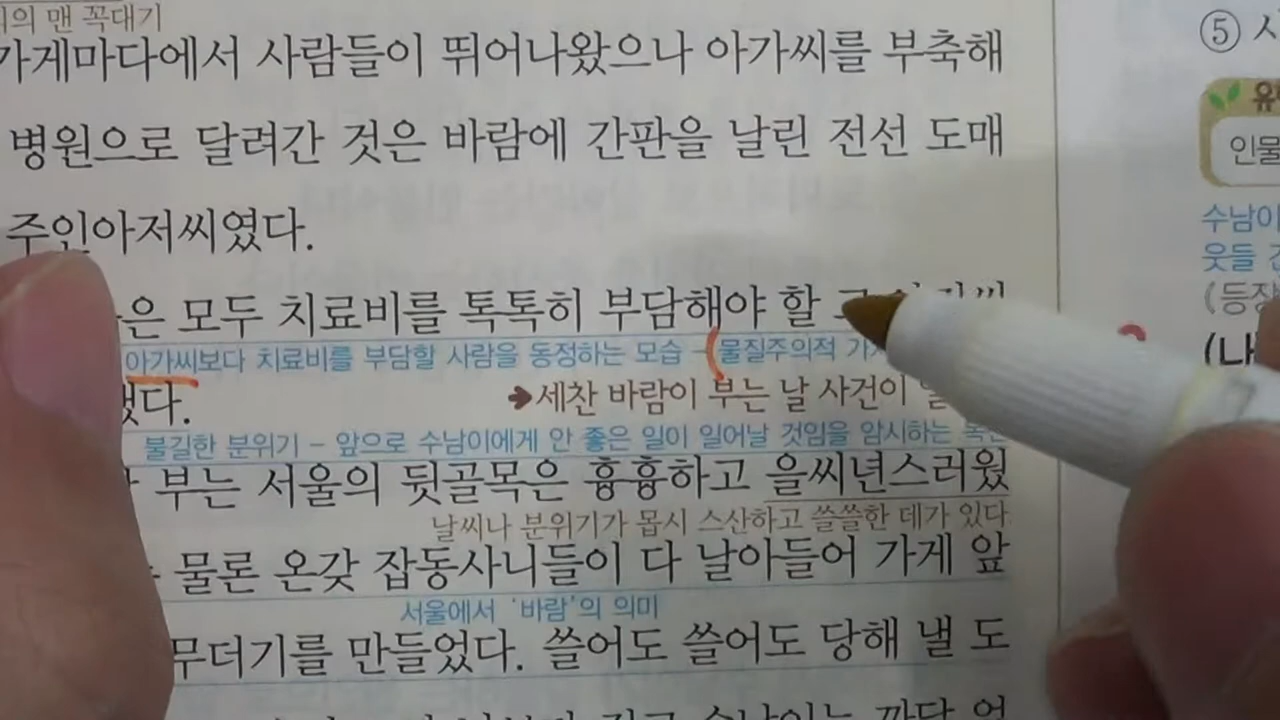 맨 꼭대기
가게마다에서 사람들이 뛰어나왔으나 아가씨를 부축해
병원으로 달려간 것은 바람에 간판을 날린 전선 도매
주인아저씨였다.
모두 치료비를 톡톡히 부담해야 할
아가씨보다 치료비를 부담할 사람을 동정하는 모습 - 물질주의적
➔세찬 바람이 부는 날 사건이
불길한 분위기 - 앞으로 수남이에게 안 좋은 일이 일어날 것임을 암시하는
부는 서울의 뒷골목은 흉흉하고 을씨년스러웠
날씨나 분위기가 몹시 스산하고 쓸쓸한 데가 있다
물론 온갖 잡동사니들이 다 날아들어 가게 앞
서울에서 '바람'의 의미
무더기를 만들었다. 쓸어도 쓸어도 당해 낼 도
⑤
인물
수남이
(등장
(나